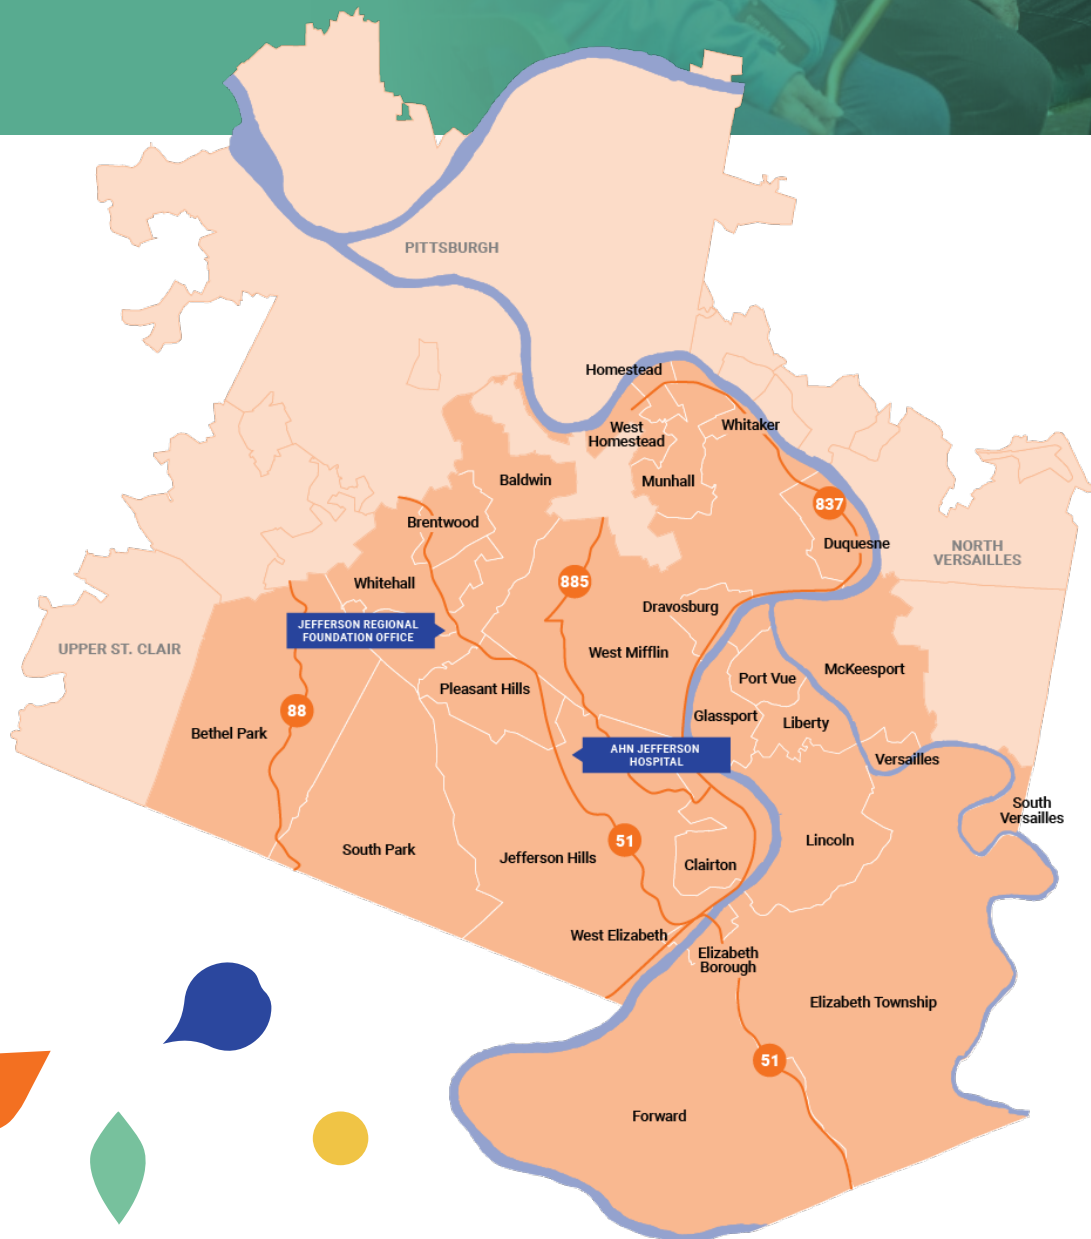 PITTSBURGH
Homestead
West
Homestead
Whitaker
Baldwin
Munhall
837
Brentwood
Duquesne
NORTH
VERSAILLES
885
Whitehall
Dravosburg
JEFFERSON REGIONAL
FOUNDATION OFFICE
UPPER ST. CLAIR
West Mifflin
McKeesport
Port Vue
Pleasant Hills
88
Glassport
Liberty
Bethel Park
AHN JEFFERSON
HOSPITAL
Versailles
South
Versailles
51
Lincoln
South Park
Jefferson Hills
Clairton
West Elizabeth
Elizabeth
Borough
Elizabeth Township
51
Forward